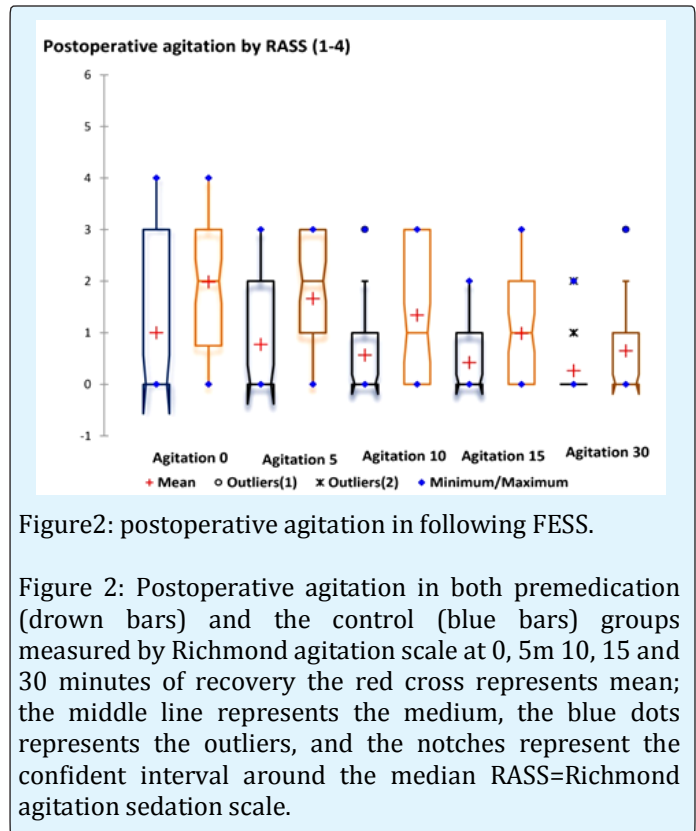 Postoperative agitation by RASS (1-4)
6
5
4
3
2
1
0
-1
Agitation 0 Agitation 5 Agitation 10 Agitation 15 Agitation 30
Mean Outliers(1) Outliers(2) Minimum/Maximum
Figure2: postoperative agitation in following FESS.
Figure 2: Postoperative agitation in both premedication
(drown bars) and the control (blue bars) groups
measured by Richmond agitation scale at 0, 5m 10, 15 and
30 minutes of recovery the red cross represents mean;
the middle line represents the medium, the blue dots
represents the outliers, and the notches represent the
confident interval around the median RASS=Richmond
agitation sedation scale.